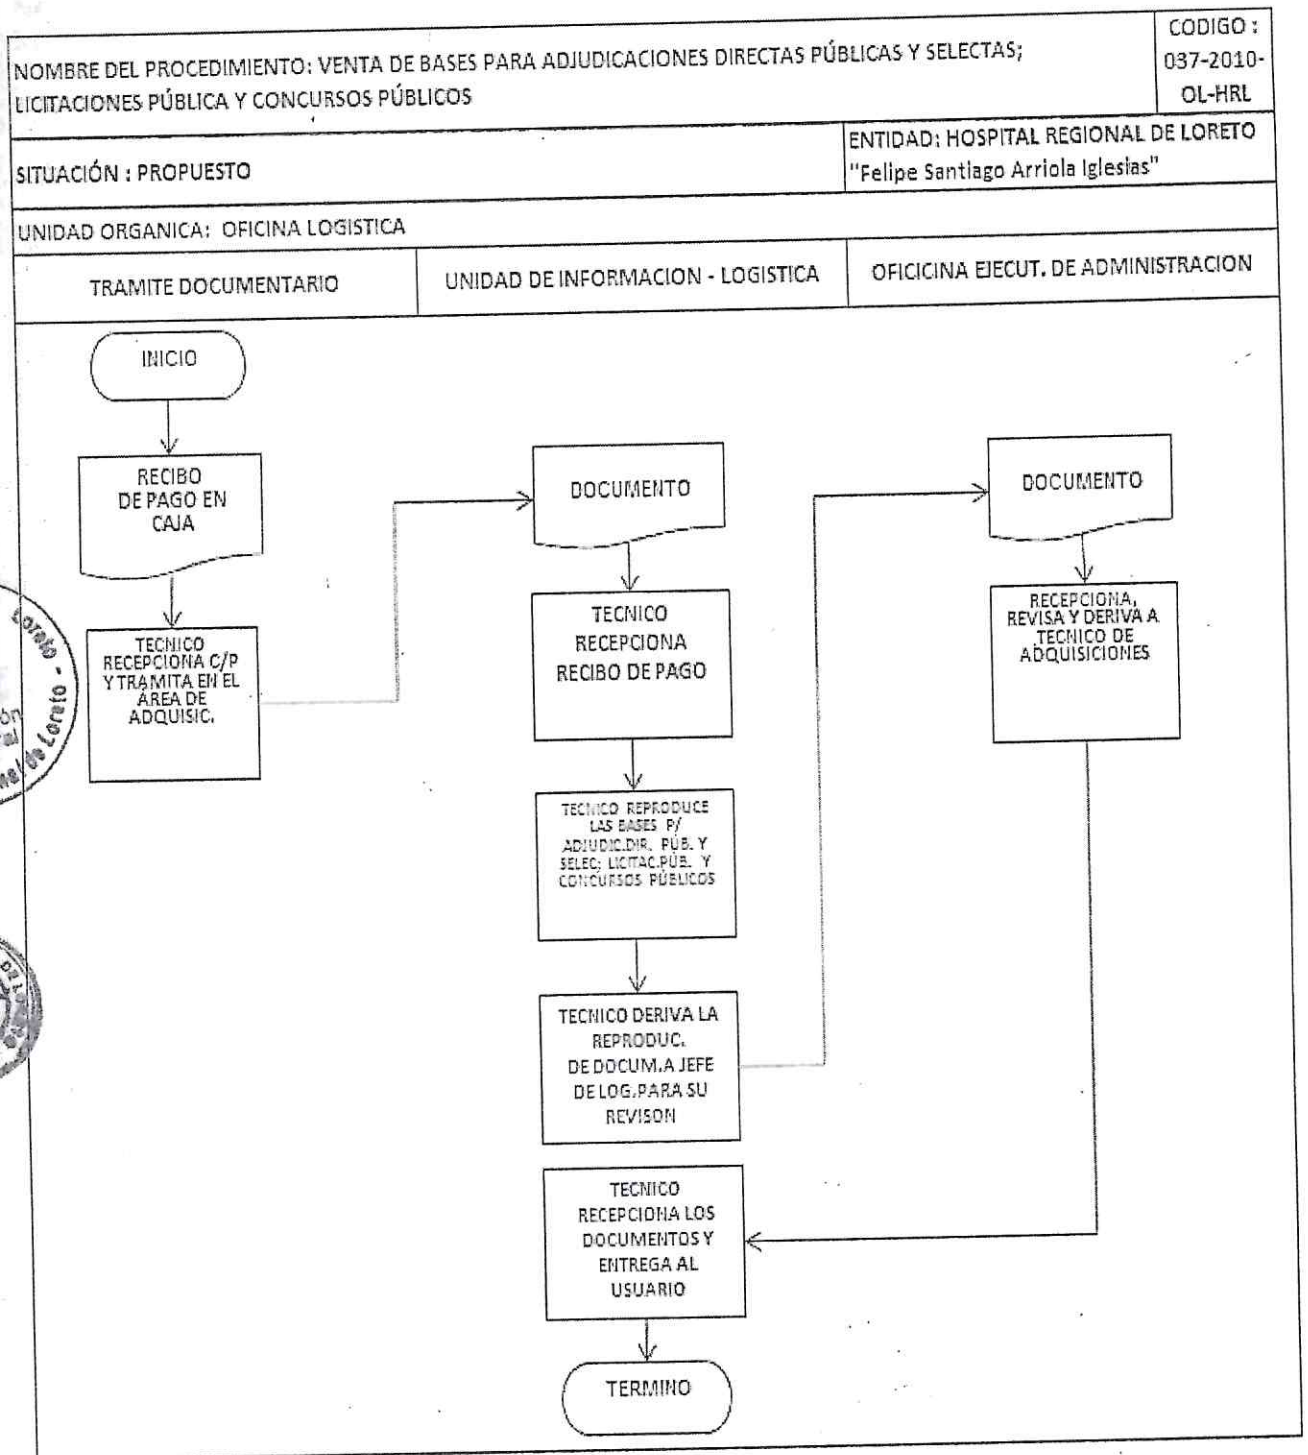 NOMBRE DEL PROCEDIMIENTO: VENTA DE BASES PARA ADJUDICACIONES DIRECTAS PÚBLICAS Y SELECTAS;
LICITACIONES PÚBLICA Y CONCURSOS PÚBLICOS
CODIGO :
037-2010-
OL-HRL
SITUACIÓN : PROPUESTO
ENTIDAD: HOSPITAL REGIONAL DE LORETO
"Felipe Santiago Arriola Iglesias"
UNIDAD ORGANICA: OFICINA LOGISTICA
TRAMITE DOCUMENTARIO
UNIDAD DE INFORMACION - LOGISTICA
OFICICINA EJECUT. DE ADMINISTRACION
INICIO
RECIBO
DE PAGO EN
CAJA
TECNICO
RECEPCIONA C/P
Y TRAMITA EN EL
ÁREA DE
ADQUISIC.
DOCUMENTO
TECNICO
RECEPCIONA
RECIBO DE PAGO
TECNICO REPRODUCE
LAS BASES P/
ADJUDIC.DIR. PÚB. Y
SELEC; LICITAC.PÚB. Y
CONCURSOS PÚBLICOS
TECNICO DERIVA LA
REPRODUC.
DE DOCUM.A JEFE
DE LOG.PARA SU
REVISON
DOCUMENTO
RECEPCIONA,
REVISA Y DERIVA A
TECNICO DE
ADQUISICIONES
TECNICO
RECEPCIONA LOS
DOCUMENTOS Y
ENTREGA AL
USUARIO
TERMINO
Loreto -
de Loreto -